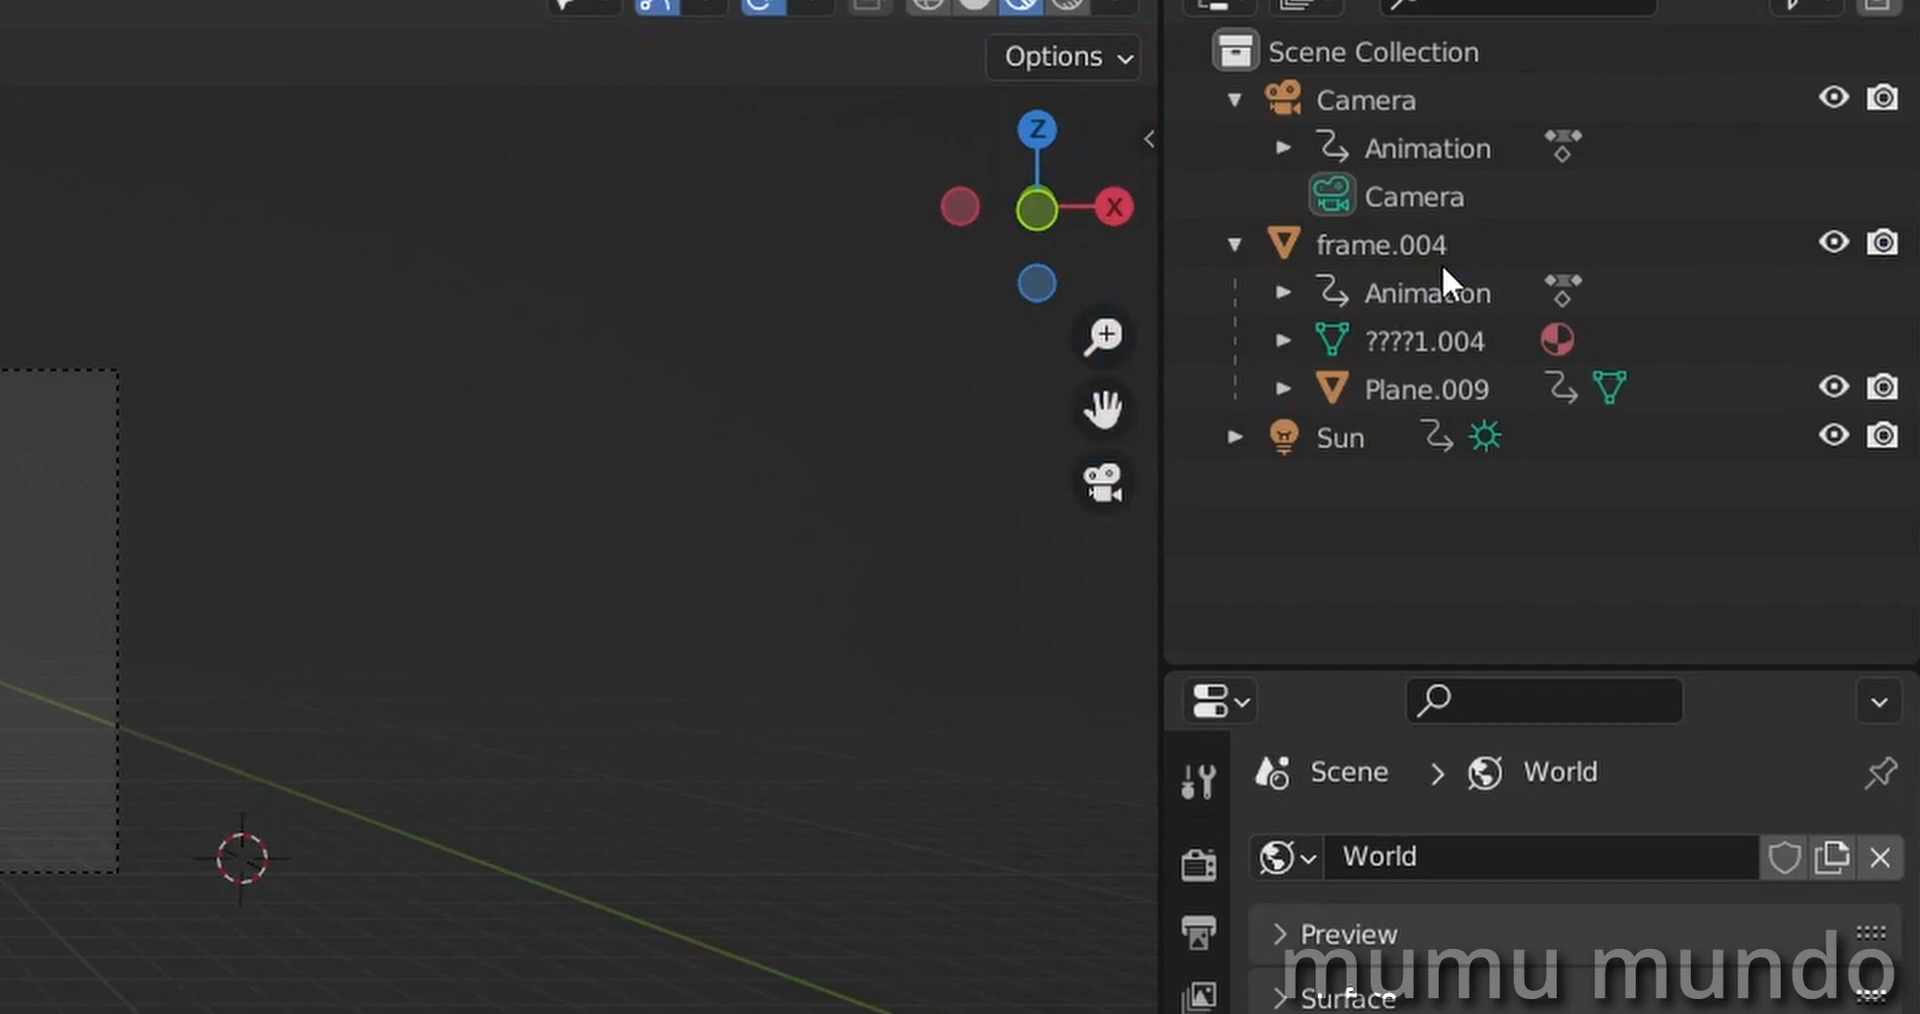 Options
Z
X
Scene Collection
Camera
Animation
Camera
frame.004
Animation
????1.004
Plane.009
Sun
Scene > World
World
Preview
Surface
mumu mundo